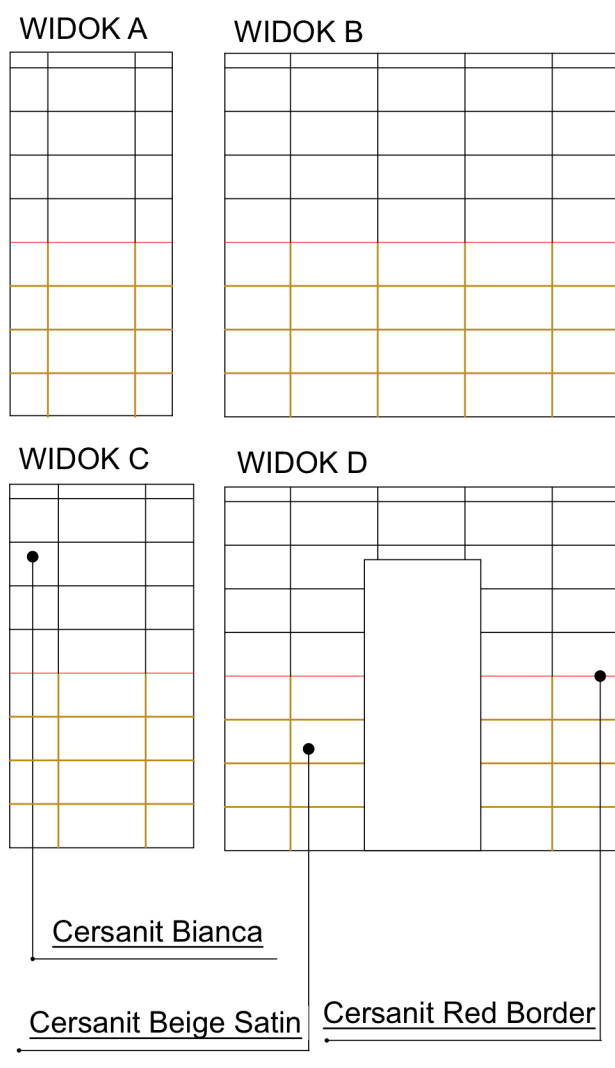 WIDOK A
WIDOK B
WIDOK C
WIDOK D
Cersanit Bianca
Cersanit Beige Satin
Cersanit Red Border